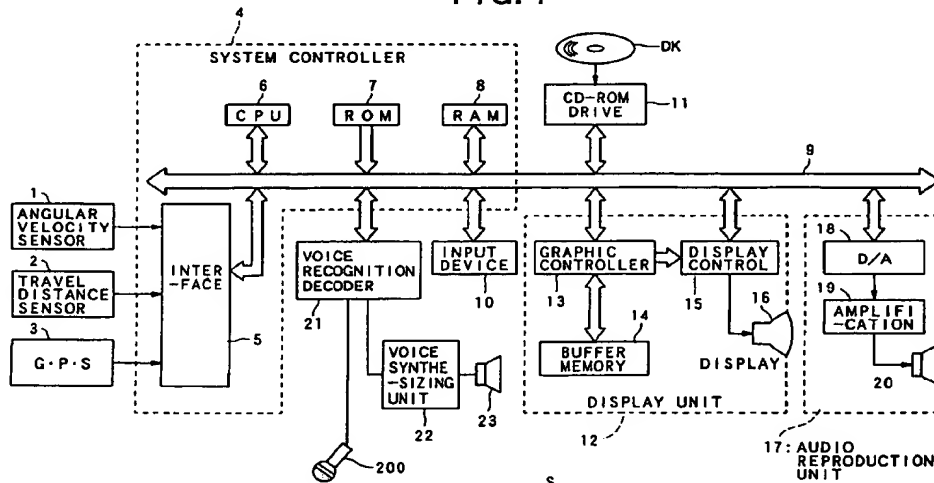 4
SYSTEM CONTROLLER
6
CPU
7
ROM
8
RAM
DK
CD-ROM
DRIVE
11
9
1
ANGULAR
VELOCITY
SENSOR
2
TRAVEL
DISTANCE
SENSOR
3
G·P·S
INTER
-FACE
5
VOICE
RECOGNITION
DECODER
21
INPUT
DEVICE
10
GRAPHIC
CONTROLLER
13
DISPLAY
CONTROL
15
16
DISPLAY
BUFFER
MEMORY
14
DISPLAY UNIT
12
18
D/A
19
AMPLIFI
-CATION
20
17: AUDIO
REPRODUCTION
UNIT
VOICE
SYNTHE
-SIZING
UNIT
22
23
200